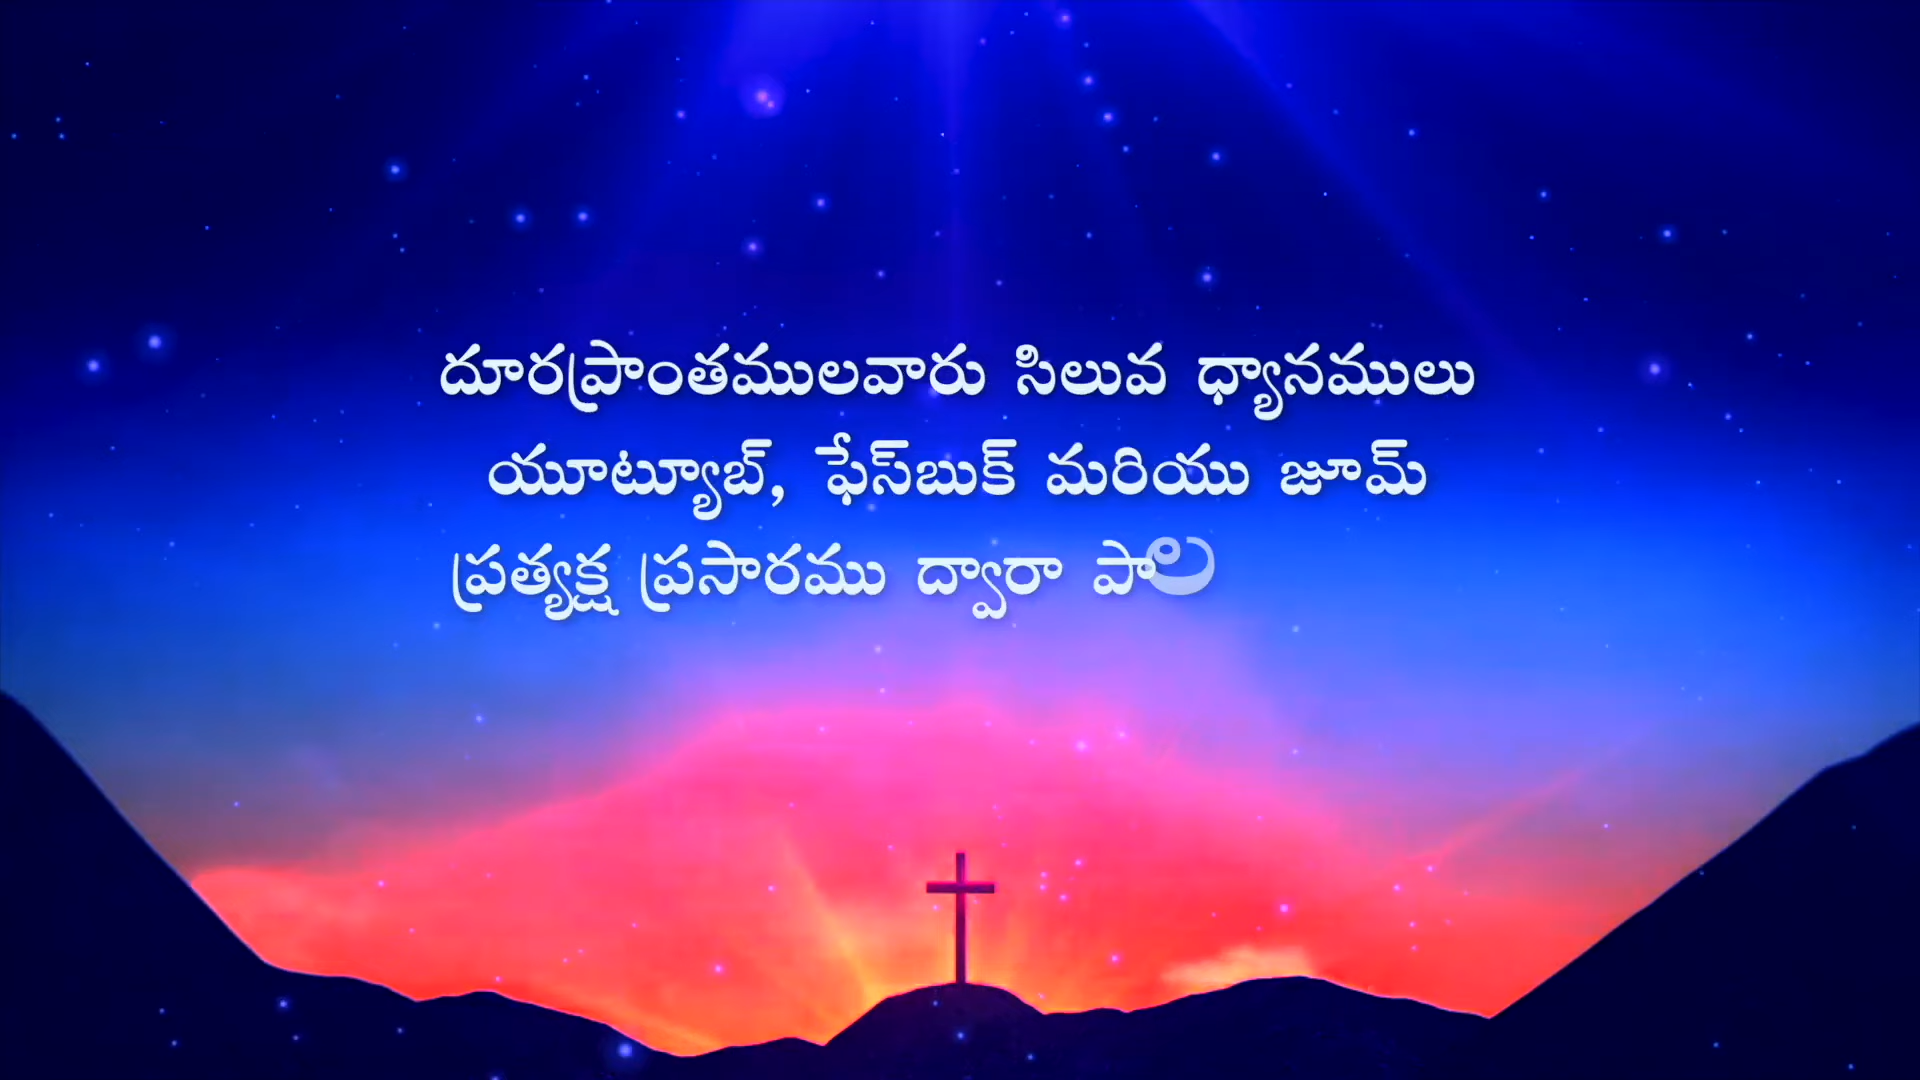 దూరప్రాంతములవారు సిలువ ధ్యానములు
యూట్యూబ్, ఫేస్‌బుక్ మరియు జూమ్
ప్రత్యక్ష ప్రసారము ద్వారా పాల